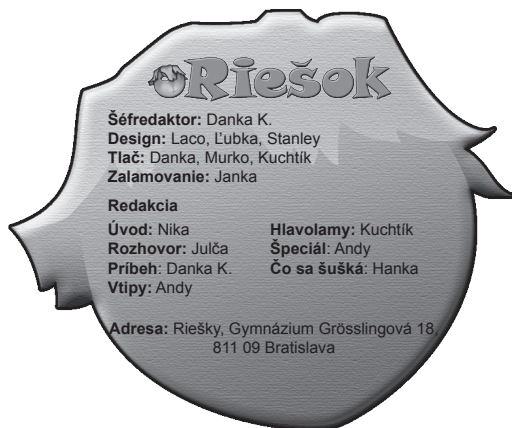 Riešok
Šéfredaktor: Danka K.
Design: Laco, Ľubka, Stanley
Tlač: Danka, Murko, Kuchtík
Zalamovanie: Janka
Redakcia
Úvod: Nika
Rozhovor: Julča
Príbeh: Danka K.
Vtipy: Andy
Hlavolamy: Kuchtík
Špeciál: Andy
Čo sa šušká: Hanka
Adresa: Riešky, Gymnázium Grösslingová 18,
811 09 Bratislava